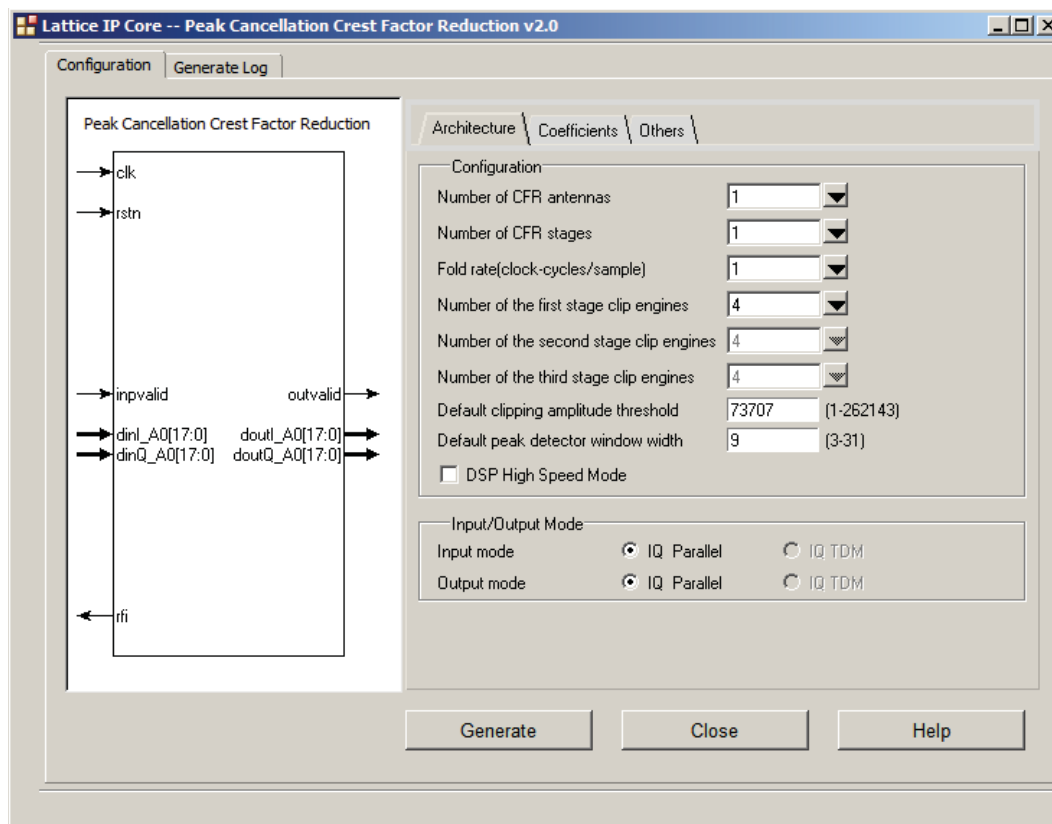 Lattice IP Core -- Peak Cancellation Crest Factor Reduction v2.0
Configuration
Generate Log
Peak Cancellation Crest Factor Reduction
clk
rstn
inpvalid
outvalid
dinI_A0[17:0]
doutI_A0[17:0]
dinQ_A0[17:0]
doutQ_A0[17:0]
rfi
Architecture
Coefficients
Others
Configuration
Number of CFR antennas 1
Number of CFR stages 1
Fold rate(clock-cycles/sample) 1
Number of the first stage clip engines 4
Number of the second stage clip engines 4
Number of the third stage clip engines 4
Default clipping amplitude threshold 73707 (1-262143)
Default peak detector window width 9 (3-31)
DSP High Speed Mode
Input/Output Mode
Input mode IQ Parallel IQ TDM
Output mode IQ Parallel IQ TDM
Generate
Close
Help